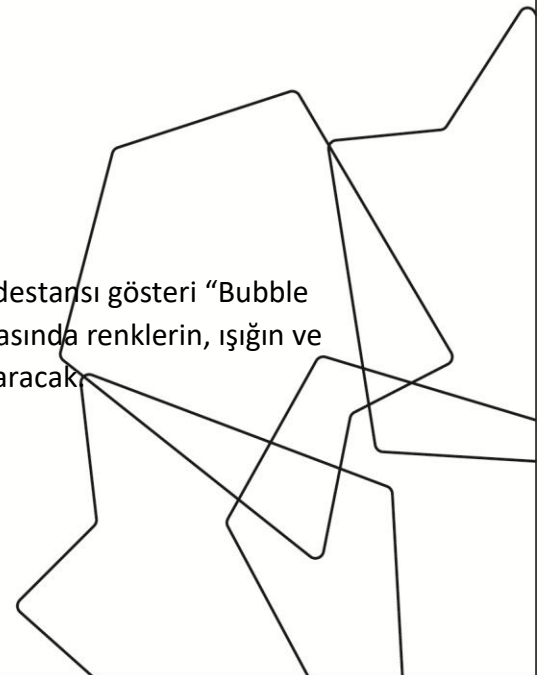 destansı gösteri “Bubble
asında renklerin, ışığın ve
aracak.